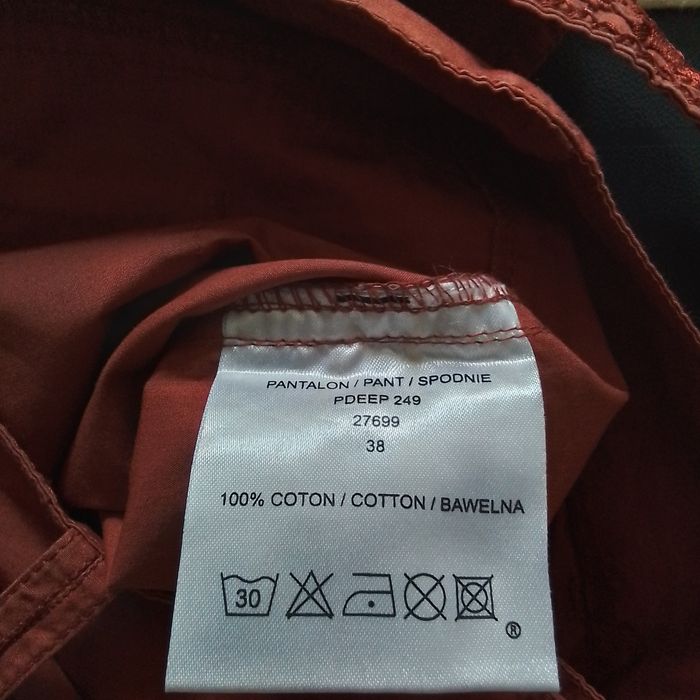 PANTALON / PANT / SPODNIE
PDEEP 249
27699
38
100% COTON / COTTON / BAWELNA
30
®